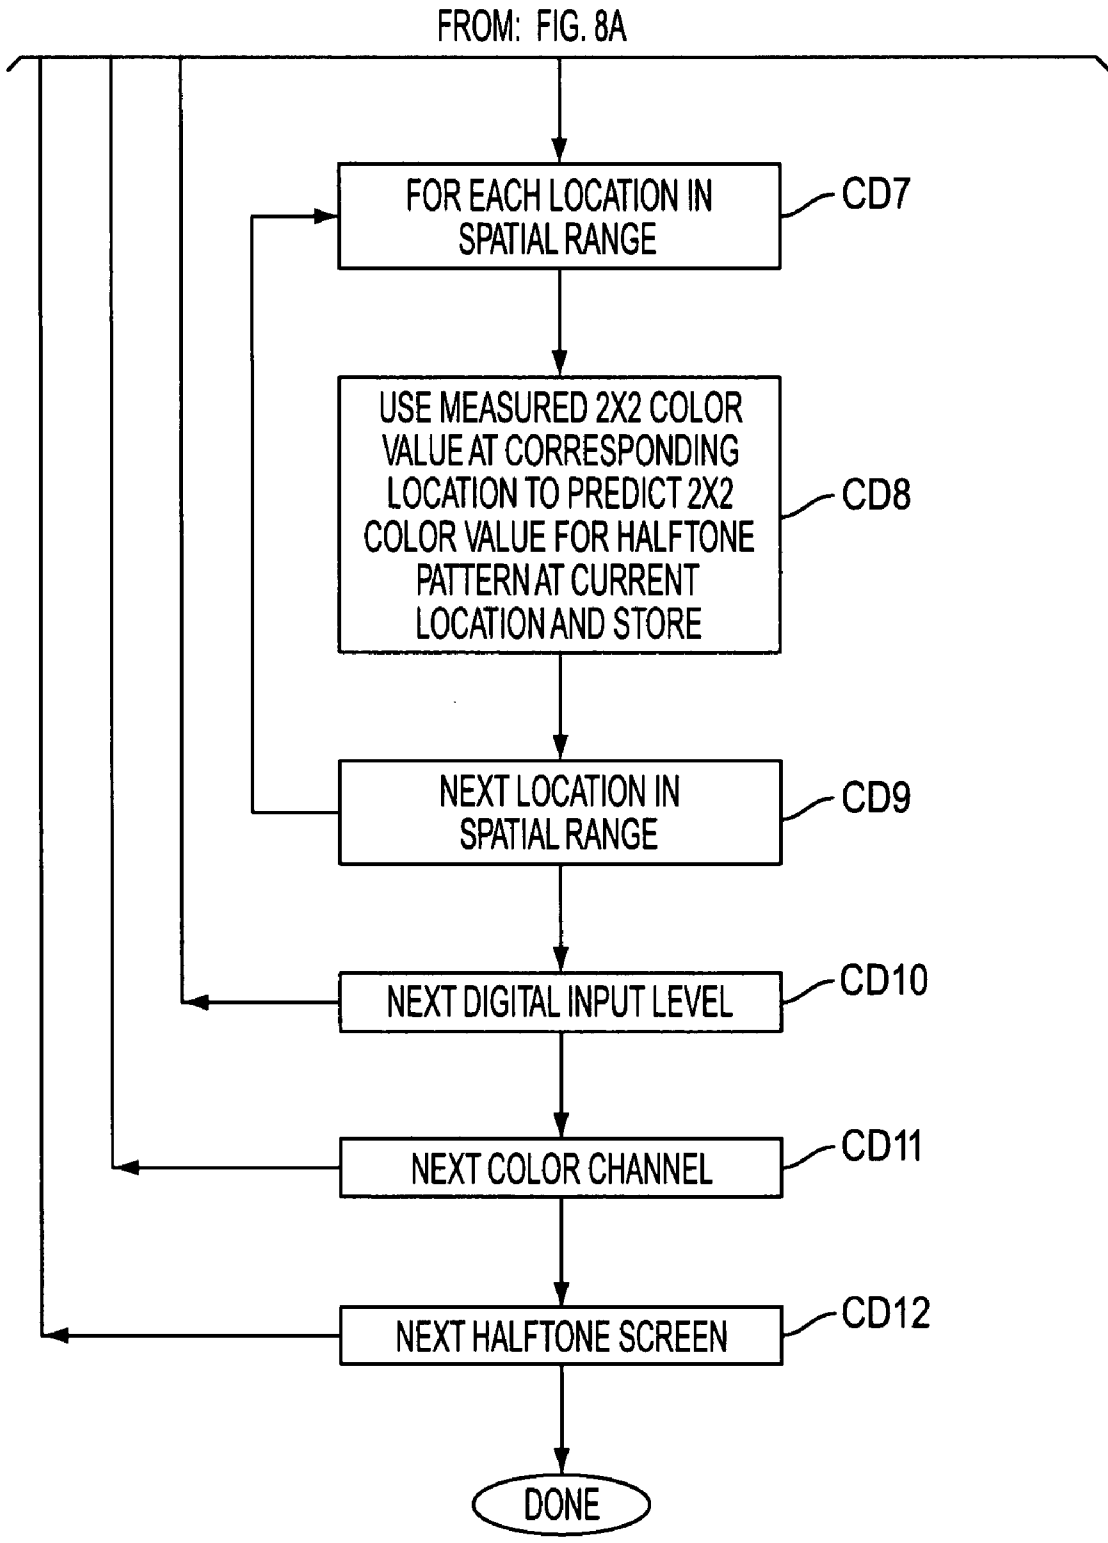 FROM: FIG. 8A
FOR EACH LOCATION IN
SPATIAL RANGE
CD7
USE MEASURED 2X2 COLOR
VALUE AT CORRESPONDING
LOCATION TO PREDICT 2X2
COLOR VALUE FOR HALFTONE
PATTERN AT CURRENT
LOCATION AND STORE
CD8
NEXT LOCATION IN
SPATIAL RANGE
CD9
NEXT DIGITAL INPUT LEVEL
CD10
NEXT COLOR CHANNEL
CD11
NEXT HALFTONE SCREEN
CD12
DONE